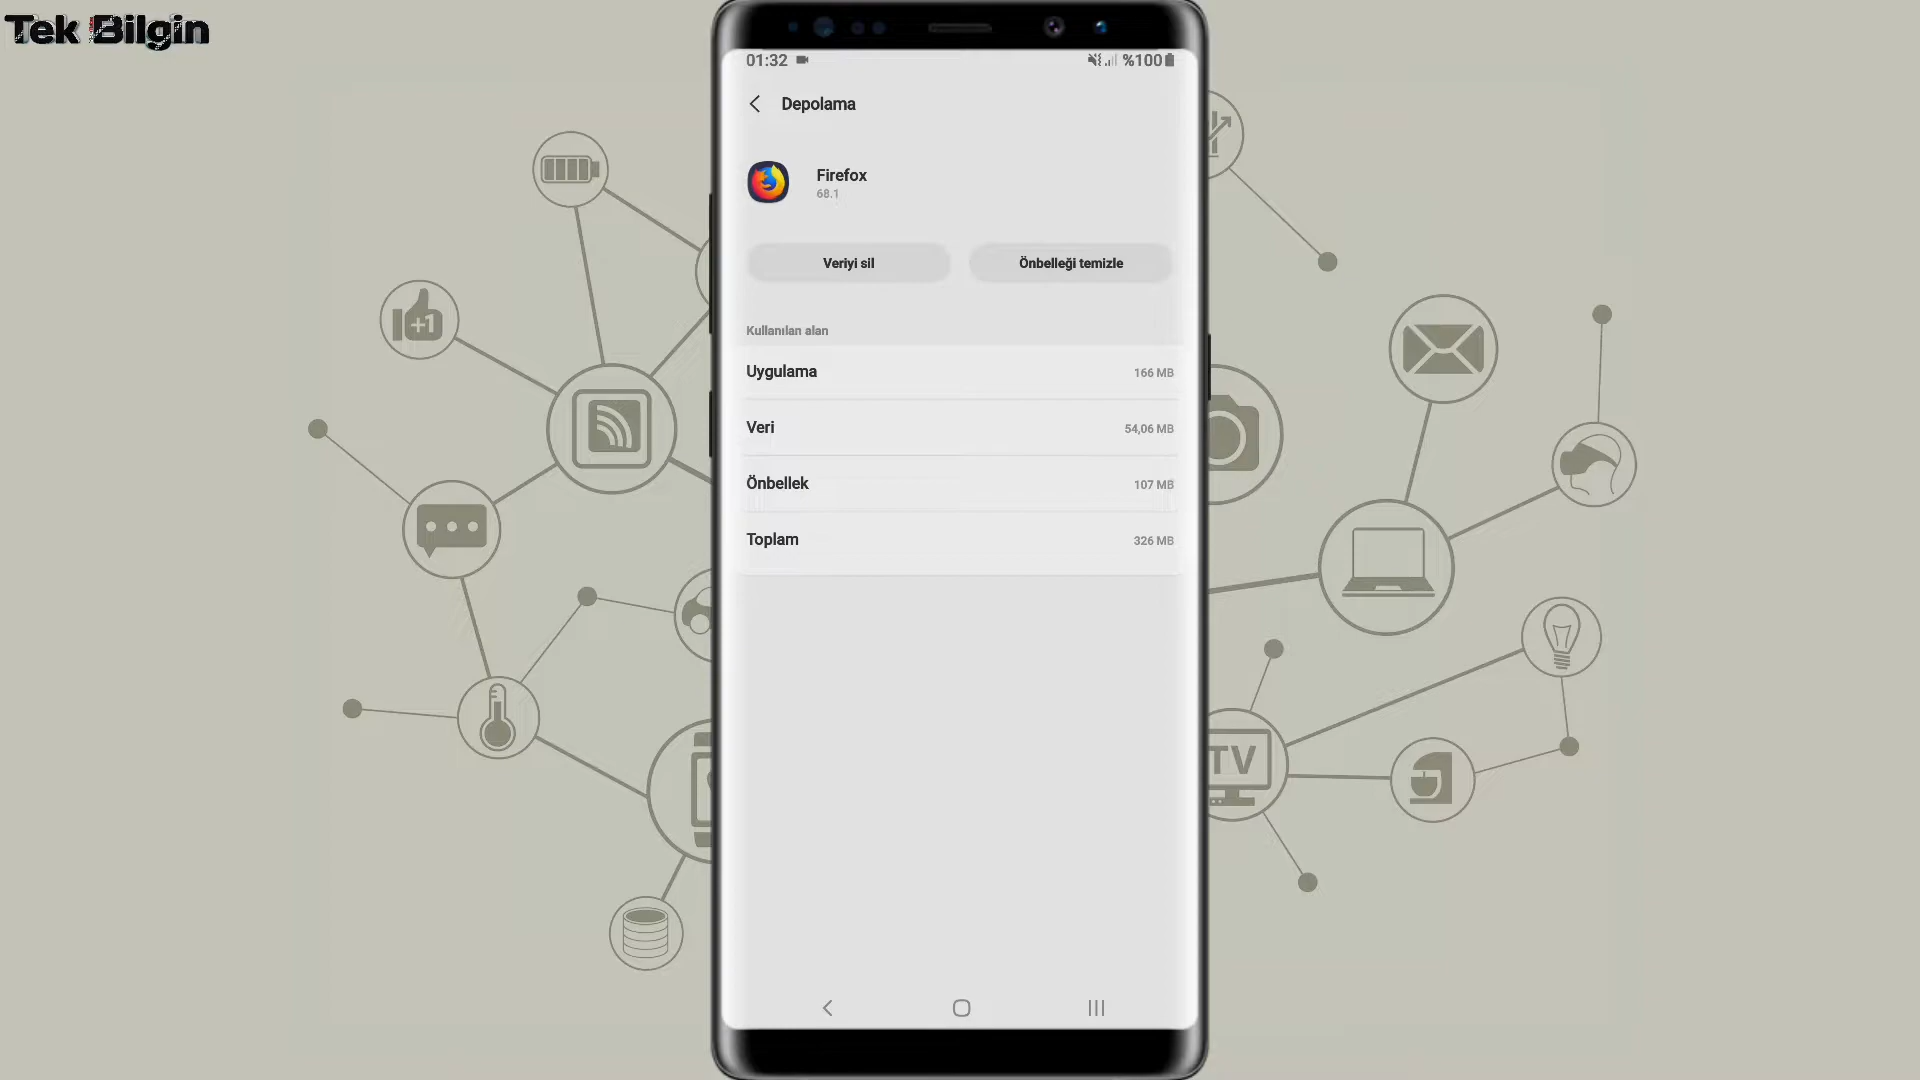 Tek Bilgin
01:32
%100
Depolama
Firefox
68.1
Veriyi sil
Önbelleği temizle
Kullanılan alan
Uygulama 166 MB
Veri 54,06 MB
Önbellek 107 MB
Toplam 326 MB
+1
TV